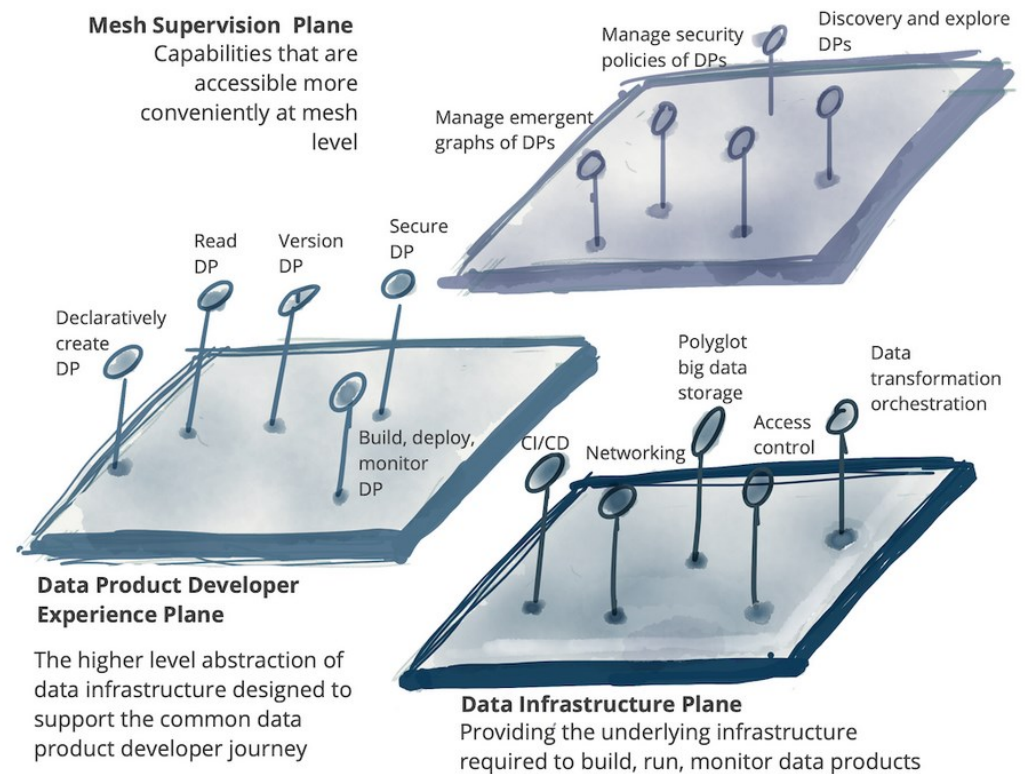 Mesh Supervision Plane
Capabilities that are
accessible more
conveniently at mesh
level
Manage security
policies of DPs
Discovery and explore
DPs
Manage emergent
graphs of DPs
Declaratively
create
DP
Read
DP
Version
DP
Secure
DP
Build, deploy,
monitor
DP
Data Product Developer
Experience Plane
The higher level abstraction of
data infrastructure designed to
support the common data
product developer journey
CI/CD
Networking
Polyglot
big data
storage
Access
control
Data
transformation
orchestration
Data Infrastructure Plane
Providing the underlying infrastructure
required to build, run, monitor data products